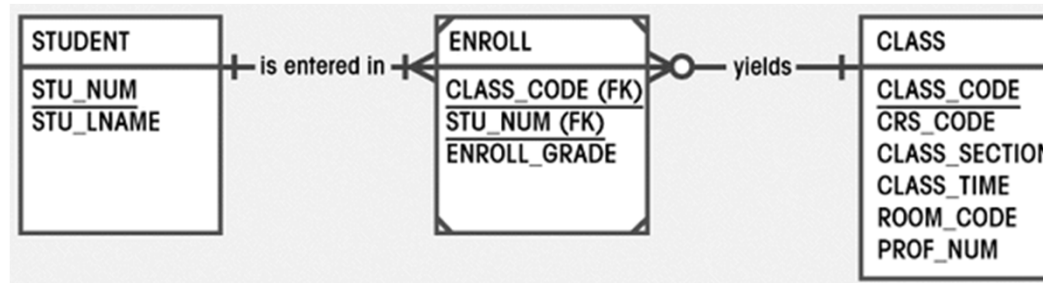 STUDENT
STU_NUM
STU_LNAME
is entered in
ENROLL
CLASS_CODE (FK)
STU_NUM (FK)
ENROLL_GRADE
yields
CLASS
CLASS_CODE
CRS_CODE
CLASS_SECTION
CLASS_TIME
ROOM_CODE
PROF_NUM